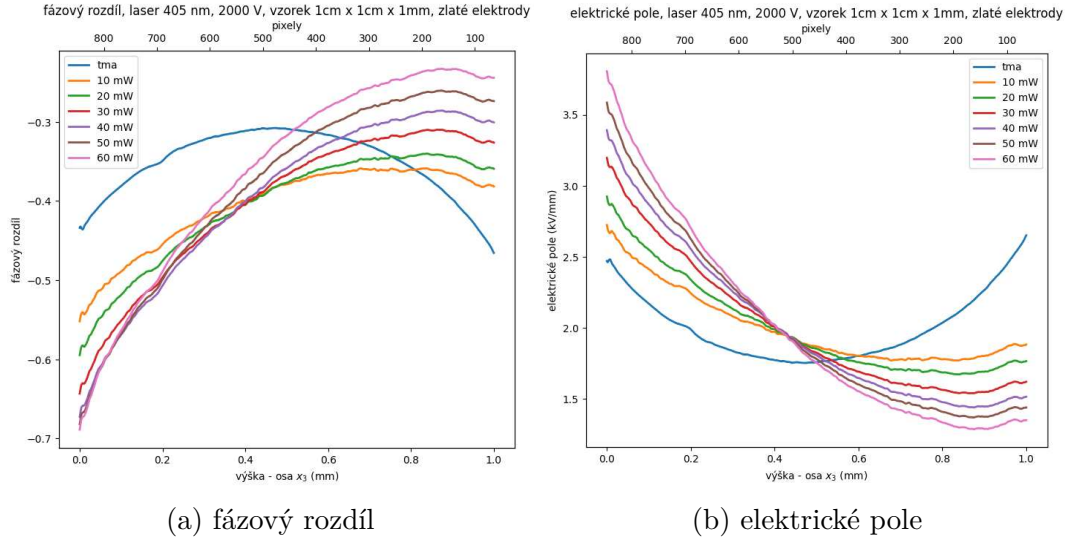 fázový rozdíl, laser 405 nm, 2000 V, vzorek 1cm x 1cm x 1mm, zlaté elektrody
pixely
800 700 600 500 400 300 200 100
tma
10 mW
20 mW
30 mW
40 mW
50 mW
60 mW
−0.3
−0.4
−0.5
−0.6
−0.7
fázový rozdíl
0.0 0.2 0.4 0.6 0.8 1.0
výška - osa x₃ (mm)
(a) fázový rozdíl
elektrické pole, laser 405 nm, 2000 V, vzorek 1cm x 1cm x 1mm, zlaté elektrody
pixely
800 700 600 500 400 300 200 100
tma
10 mW
20 mW
30 mW
40 mW
50 mW
60 mW
3.5
3.0
2.5
2.0
1.5
elektrické pole (kV/mm)
0.0 0.2 0.4 0.6 0.8 1.0
výška - osa x₃ (mm)
(b) elektrické pole